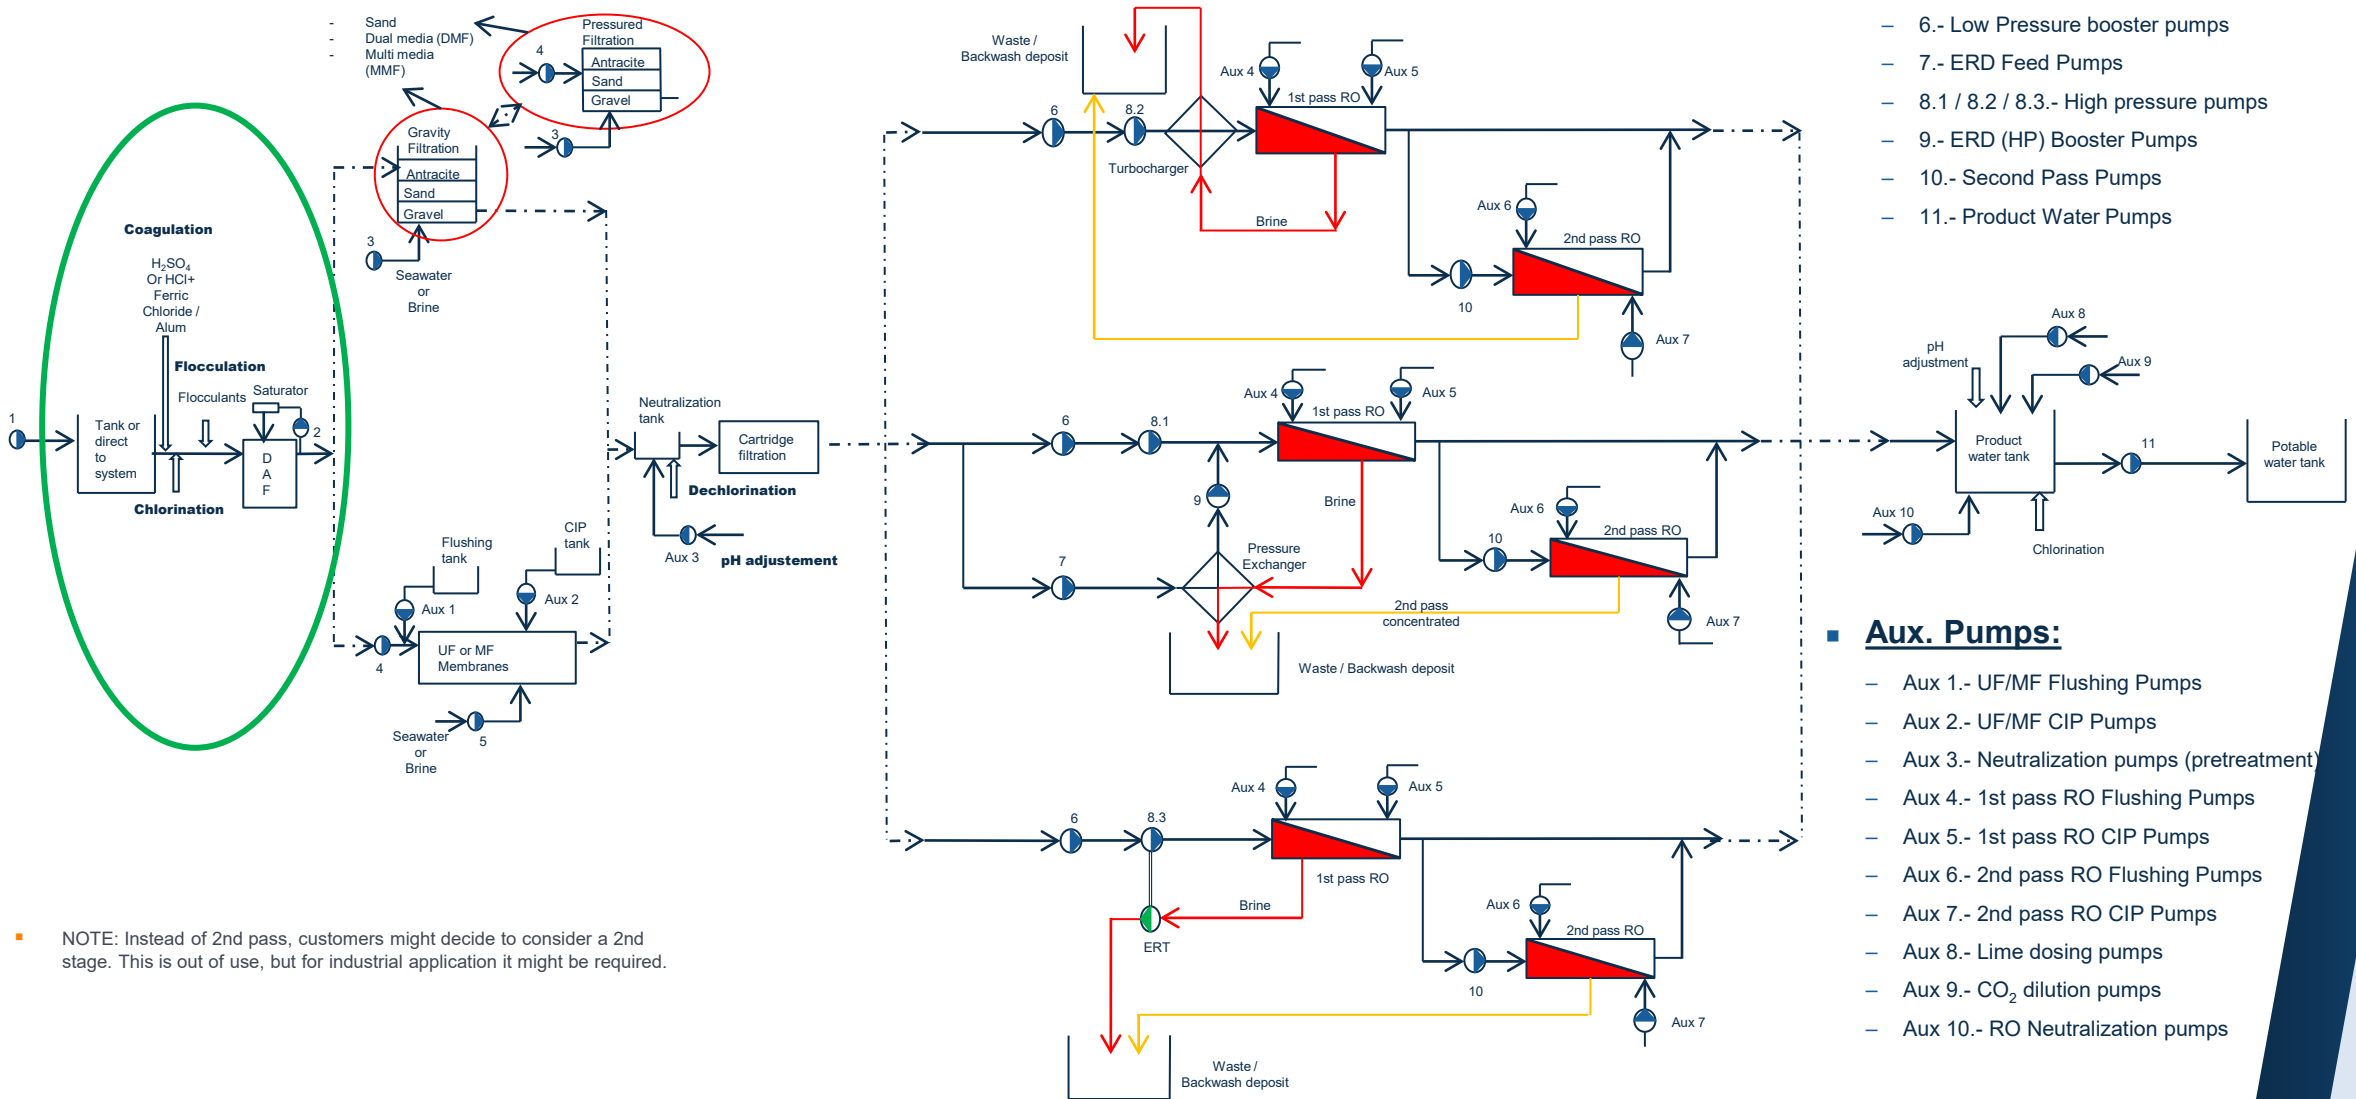 - Sand
- Dual media (DMF)
- Multi media
(MMF)
Pressured
Filtration
4
Antracite
Sand
Gravel
3
Gravity
Filtration
Antracite
Sand
Gravel
3
Seawater
or
Brine
Coagulation
H₂SO₄
Or HCl+
Ferric
Chloride /
Alum
Flocculation
Flocculants
Saturator
1
2
Tank or
direct
to
system
D
A
F
Chlorination
Neutralization
tank
Cartridge
filtration
Dechlorination
Aux 3
pH adjustement
Flushing
tank
CIP
tank
Aux 1
Aux 2
4
UF or MF
Membranes
Seawater
or
Brine
5
NOTE: Instead of 2nd pass, customers might decide to consider a 2nd
stage. This is out of use, but for industrial application it might be required.
Waste /
Backwash deposit
6
8.2
Aux 4
Aux 5
1st pass RO
Turbocharger
Brine
Aux 6
2nd pass RO
10
Aux 7
6
8.1
Aux 4
Aux 5
1st pass RO
9
Brine
7
Pressure
Exchanger
Aux 6
2nd pass RO
10
2nd pass
concentrated
Aux 7
Waste / Backwash deposit
6
8.3
Aux 4
Aux 5
1st pass RO
Brine
ERT
Aux 6
2nd pass RO
10
Aux 7
Waste /
Backwash deposit
– 6.- Low Pressure booster pumps
– 7.- ERD Feed Pumps
– 8.1 / 8.2 / 8.3.- High pressure pumps
– 9.- ERD (HP) Booster Pumps
– 10.- Second Pass Pumps
– 11.- Product Water Pumps
pH
adjustment
Aux 8
Aux 9
Product
water tank
11
Potable
water tank
Aux 10
Chlorination
Aux. Pumps:
– Aux 1.- UF/MF Flushing Pumps
– Aux 2.- UF/MF CIP Pumps
– Aux 3.- Neutralization pumps (pretreatment)
– Aux 4.- 1st pass RO Flushing Pumps
– Aux 5.- 1st pass RO CIP Pumps
– Aux 6.- 2nd pass RO Flushing Pumps
– Aux 7.- 2nd pass RO CIP Pumps
– Aux 8.- Lime dosing pumps
– Aux 9.- CO₂ dilution pumps
– Aux 10.- RO Neutralization pumps